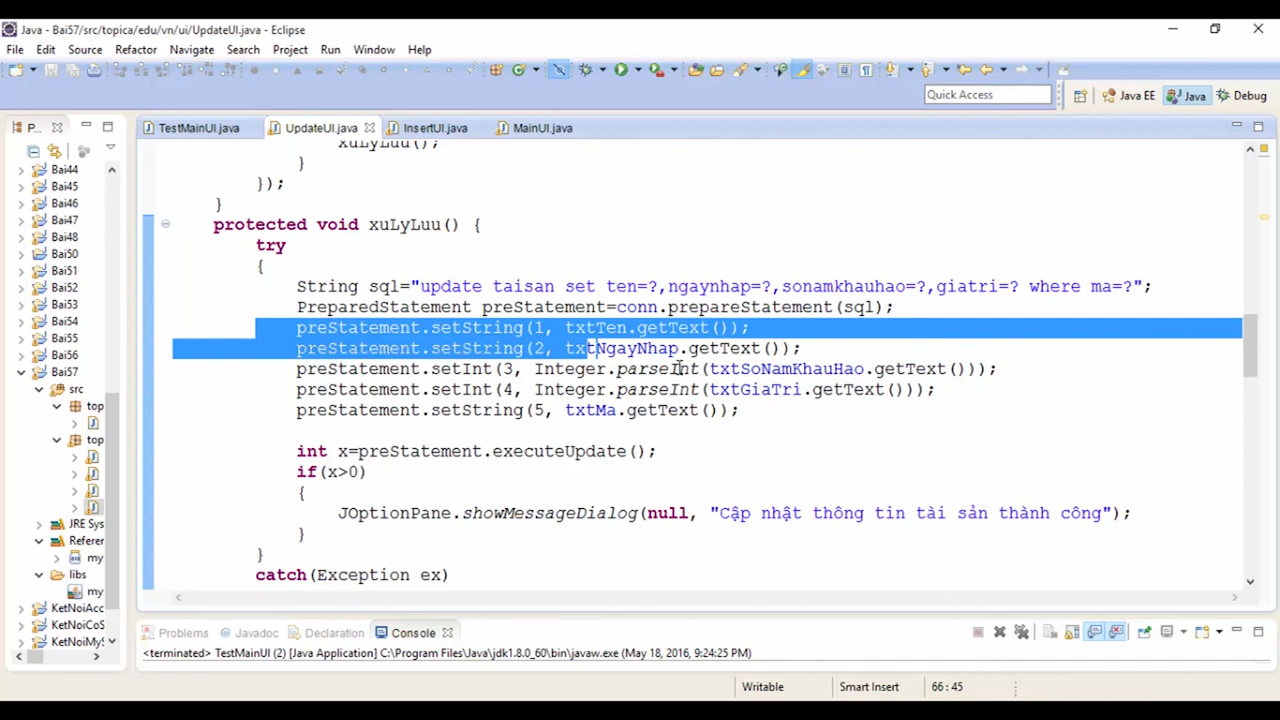 Java - Bai57/src/topica/edu/vn/ui/UpdateUI.java - Eclipse
File Edit Source Refactor Navigate Search Project Run Window Help
Quick Access Java EE Java Debug
P... TestMainUI.java UpdateUI.java InsertUI.java MainUI.java
Bai44
Bai45
Bai46
Bai47
Bai48
Bai50
Bai51
Bai52
Bai53
Bai54
Bai55
Bai56
Bai57
src
top
top
JRE Sys
Referer
my
libs
my
KetNoiAcc
KetNoiCoS
KetNoiMyS
xuLyLuu();
}
});
}
protected void xuLyLuu() {
try
{
String sql="update taisan set ten=?,ngaynhap=?,sonamkhauhao=?,giatri=? where ma=?";
PreparedStatement preStatement=conn.prepareStatement(sql);
preStatement.setString(1, txtTen.getText());
preStatement.setString(2, txtNgayNhap.getText());
preStatement.setInt(3, Integer.parseInt(txtSoNamKhauHao.getText()));
preStatement.setInt(4, Integer.parseInt(txtGiaTri.getText()));
preStatement.setString(5, txtMa.getText());
int x=preStatement.executeUpdate();
if(x>0)
{
JOptionPane.showMessageDialog(null, "Cập nhật thông tin tài sản thành công");
}
}
catch(Exception ex)
Problems Javadoc Declaration Console
<terminated> TestMainUI (2) [Java Application] C:\Program Files\Java\jdk1.8.0_60\bin\javaw.exe (May 18, 2016, 9:24:25 PM)
Writable Smart Insert 66 : 45